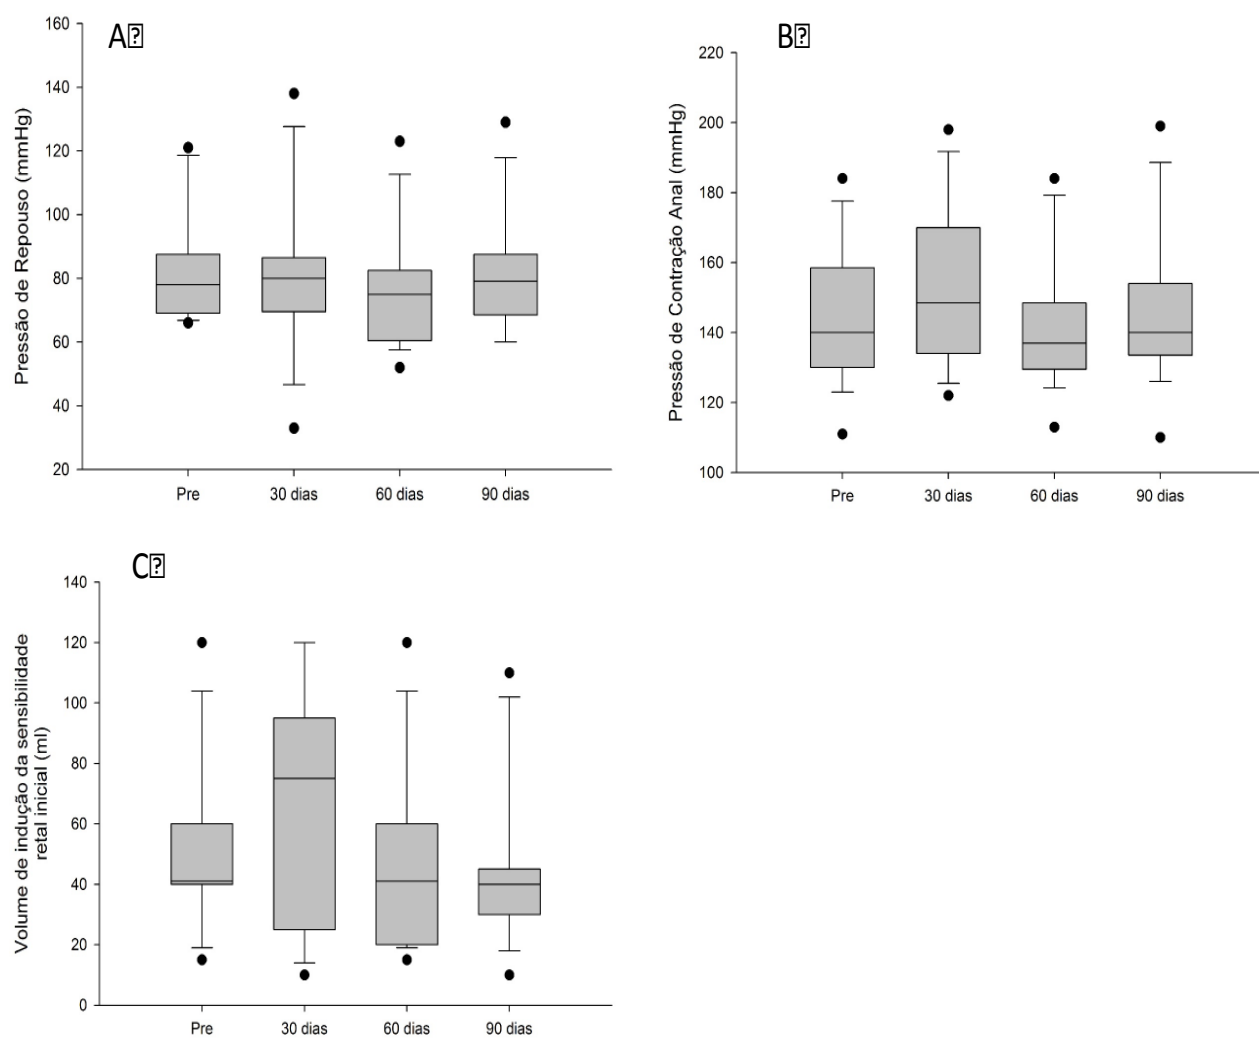 A
Pressão de Repouso (mmHg)
160
140
120
100
80
60
40
20
Pre 30 dias 60 dias 90 dias
B
Pressão de Contração Anal (mmHg)
220
200
180
160
140
120
100
Pre 30 dias 60 dias 90 dias
C
Volume de indução da sensibilidade
retal inicial (ml)
140
120
100
80
60
40
20
0
Pre 30 dias 60 dias 90 dias